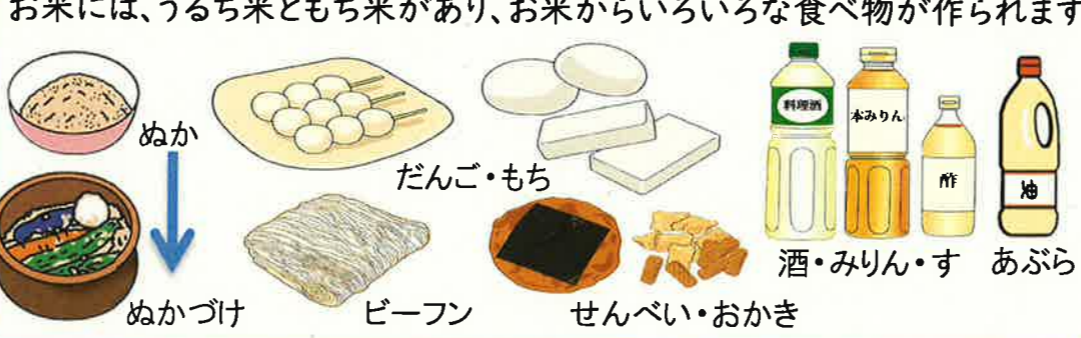 お米には、うるち米ともち米があり、お米からいろいろな食べ物が作られます
ぬか
ぬかづけ
だんご・もち
ビーフン
せんべい・おかき
料理酒
本みりん
酢
油
酒・みりん・す
あぶら